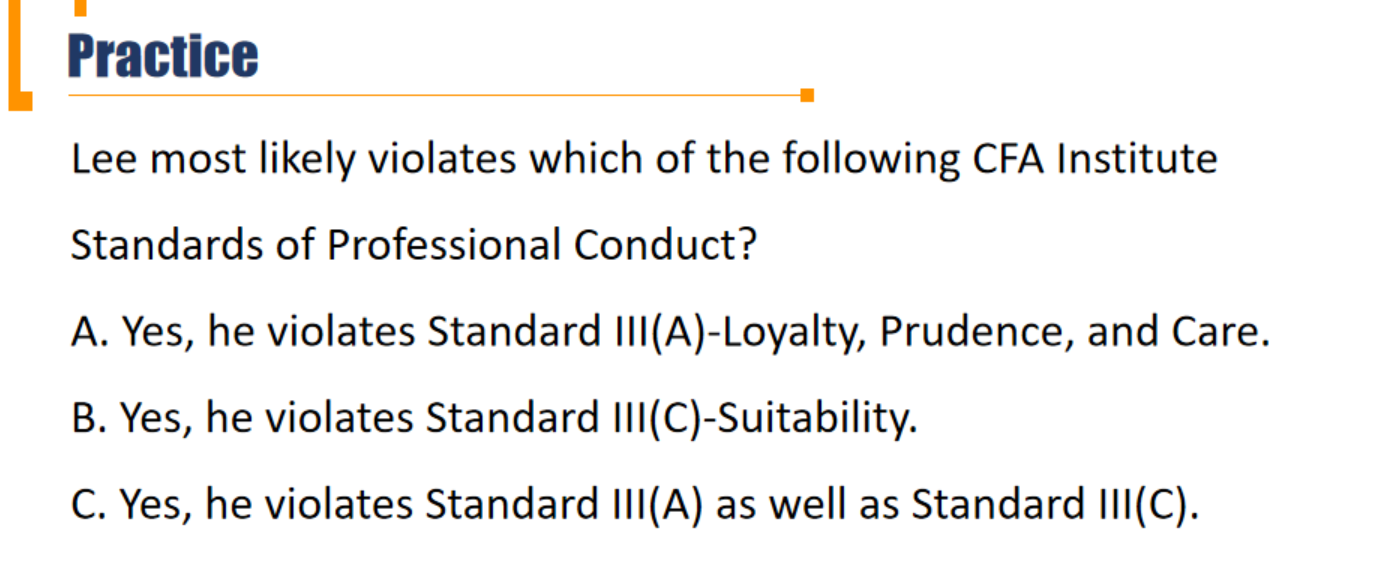 Practice
Lee most likely violates which of the following CFA Institute
Standards of Professional Conduct?
A. Yes, he violates Standard III(A)-Loyalty, Prudence, and Care.
B. Yes, he violates Standard III(C)-Suitability.
C. Yes, he violates Standard III(A) as well as Standard III(C).